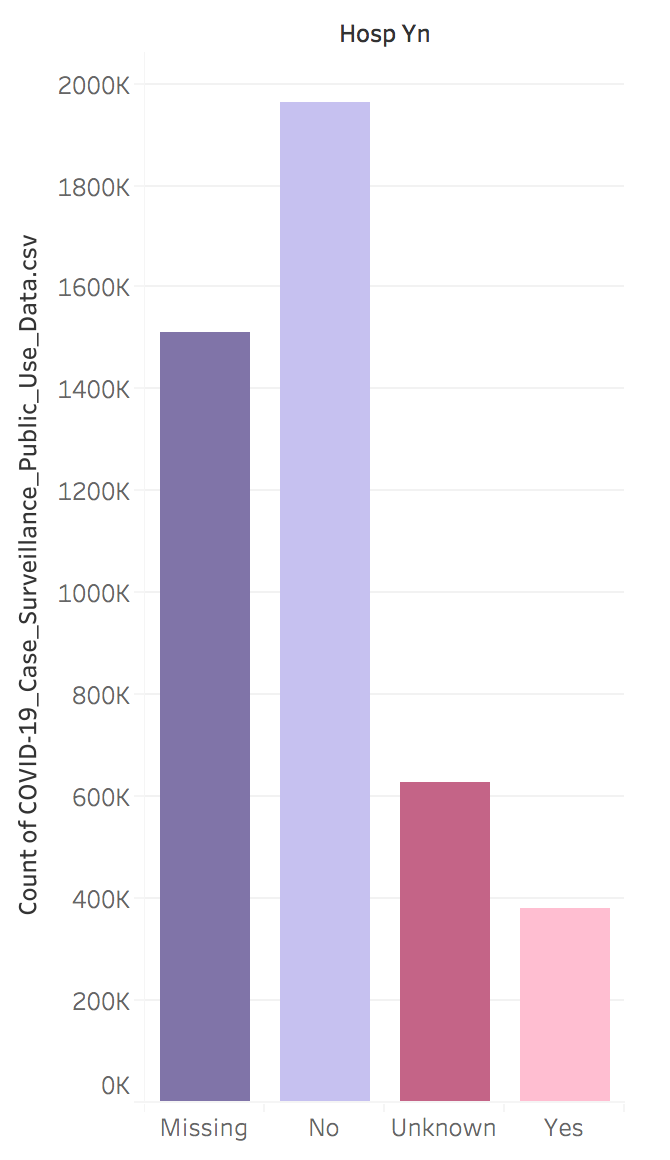 Hosp Yn
Count of COVID-19_Case_Surveillance_Public_Use_Data.csv
2000K
1800K
1600K
1400K
1200K
1000K
800K
600K
400K
200K
0K
Missing No Unknown Yes